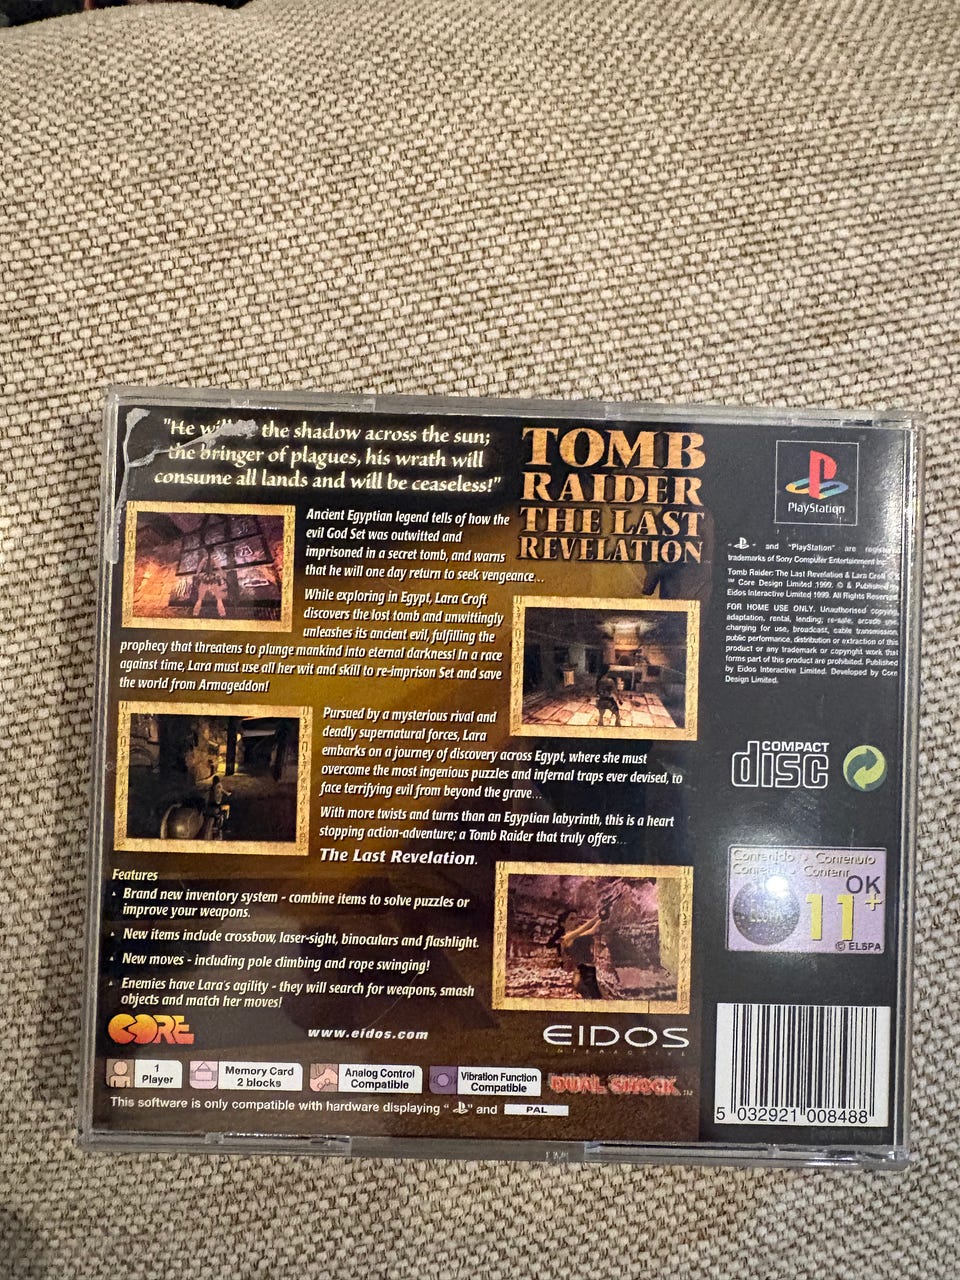 "He will the shadow across the sun;
the bringer of plagues, his wrath will
consume all lands and will be ceaseless!"
TOMB
RAIDER
THE LAST
REVELATION
Ancient Egyptian legend tells of how the
evil God Set was outwitted and
imprisoned in a secret tomb, and warns
that he will one day return to seek vengeance...
While exploring in Egypt, Lara Croft
discovers the lost tomb and unwittingly
unleashes its ancient evil, fulfilling the
prophecy that threatens to plunge mankind into eternal darkness! In a race
against time, Lara must use all her wit and skill to re-imprison Set and save
the world from Armageddon!
Pursued by a mysterious rival and
deadly supernatural forces, Lara
embarks on a journey of discovery across Egypt, where she must
overcome the most ingenious puzzles and infernal traps ever devised, to
face terrifying evil from beyond the grave...
With more twists and turns than an Egyptian labyrinth, this is a heart
stopping action-adventure; a Tomb Raider that truly offers...
The Last Revelation.
Features
• Brand new inventory system - combine items to solve puzzles or
improve your weapons.
• New items include crossbow, laser-sight, binoculars and flashlight.
• New moves - including pole climbing and rope swinging!
• Enemies have Lara's agility - they will search for weapons, smash
objects and match her moves!
CORE
www.eidos.com
EIDOS
INTERACTIVE
1
Player
Memory Card
2 blocks
Analog Control
Compatible
Vibration Function
Compatible
DUAL SHOCK™
This software is only compatible with hardware displaying " " and PAL
PlayStation
" " and "PlayStation" are registered
trademarks of Sony Computer Entertainment Inc.
Tomb Raider: The Last Revelation & Lara Croft ©&
™ Core Design Limited 1999. © & Published by
Eidos Interactive Limited 1999. All Rights Reserved
FOR HOME USE ONLY. Unauthorised copying,
adaptation, rental, lending, re-sale, arcade use,
charging for use, broadcast, cable transmission,
public performance, distribution or extraction of this
product or any trademark or copyright work that
forms part of this product are prohibited. Published
by Eidos Interactive Limited. Developed by Core
Design Limited.
COMPACT
disc
Contenido • Contenuto
Content
OK
ELSPA
11+
© ELSPA
5 032921 008488